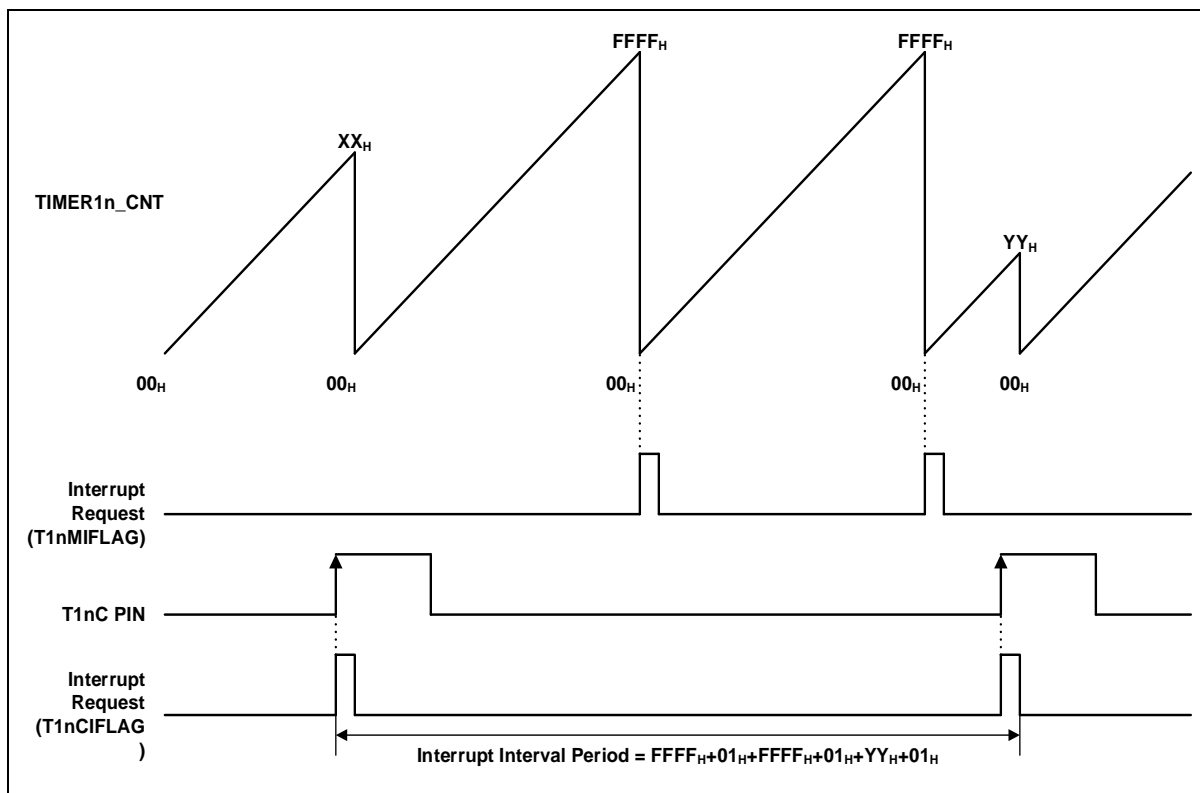 FFFFH
FFFFH
XXH
TIMER1n_CNT
YYH
00H
00H
00H
00H
00H
Interrupt
Request
(T1nMIFLAG)
T1nC PIN
Interrupt
Request
(T1nCIFLAG
)
Interrupt Interval Period = FFFFH+01H+FFFFH+01H+YYH+01H